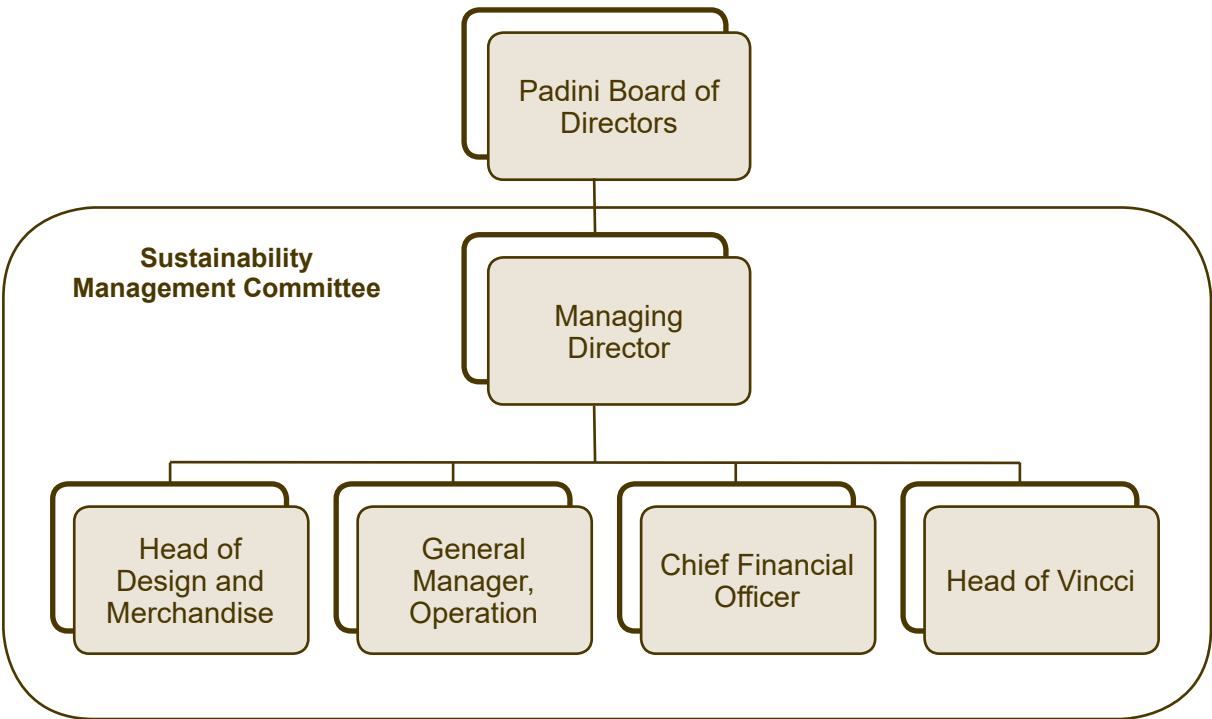 Padini Board of
Directors
Sustainability
Management Committee
Managing
Director
Head of
Design and
Merchandise
General
Manager,
Operation
Chief Financial
Officer
Head of Vincci